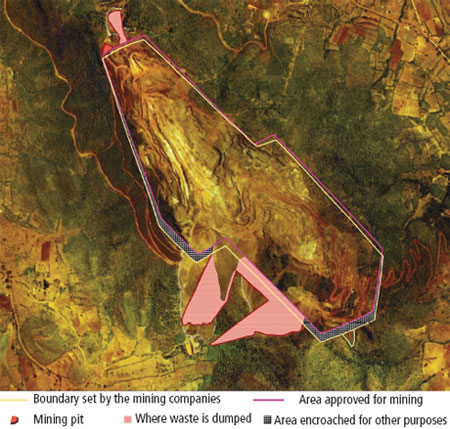 Boundary set by the mining companies Area approved for mining
Mining pit Where waste is dumped Area encroached for other purposes